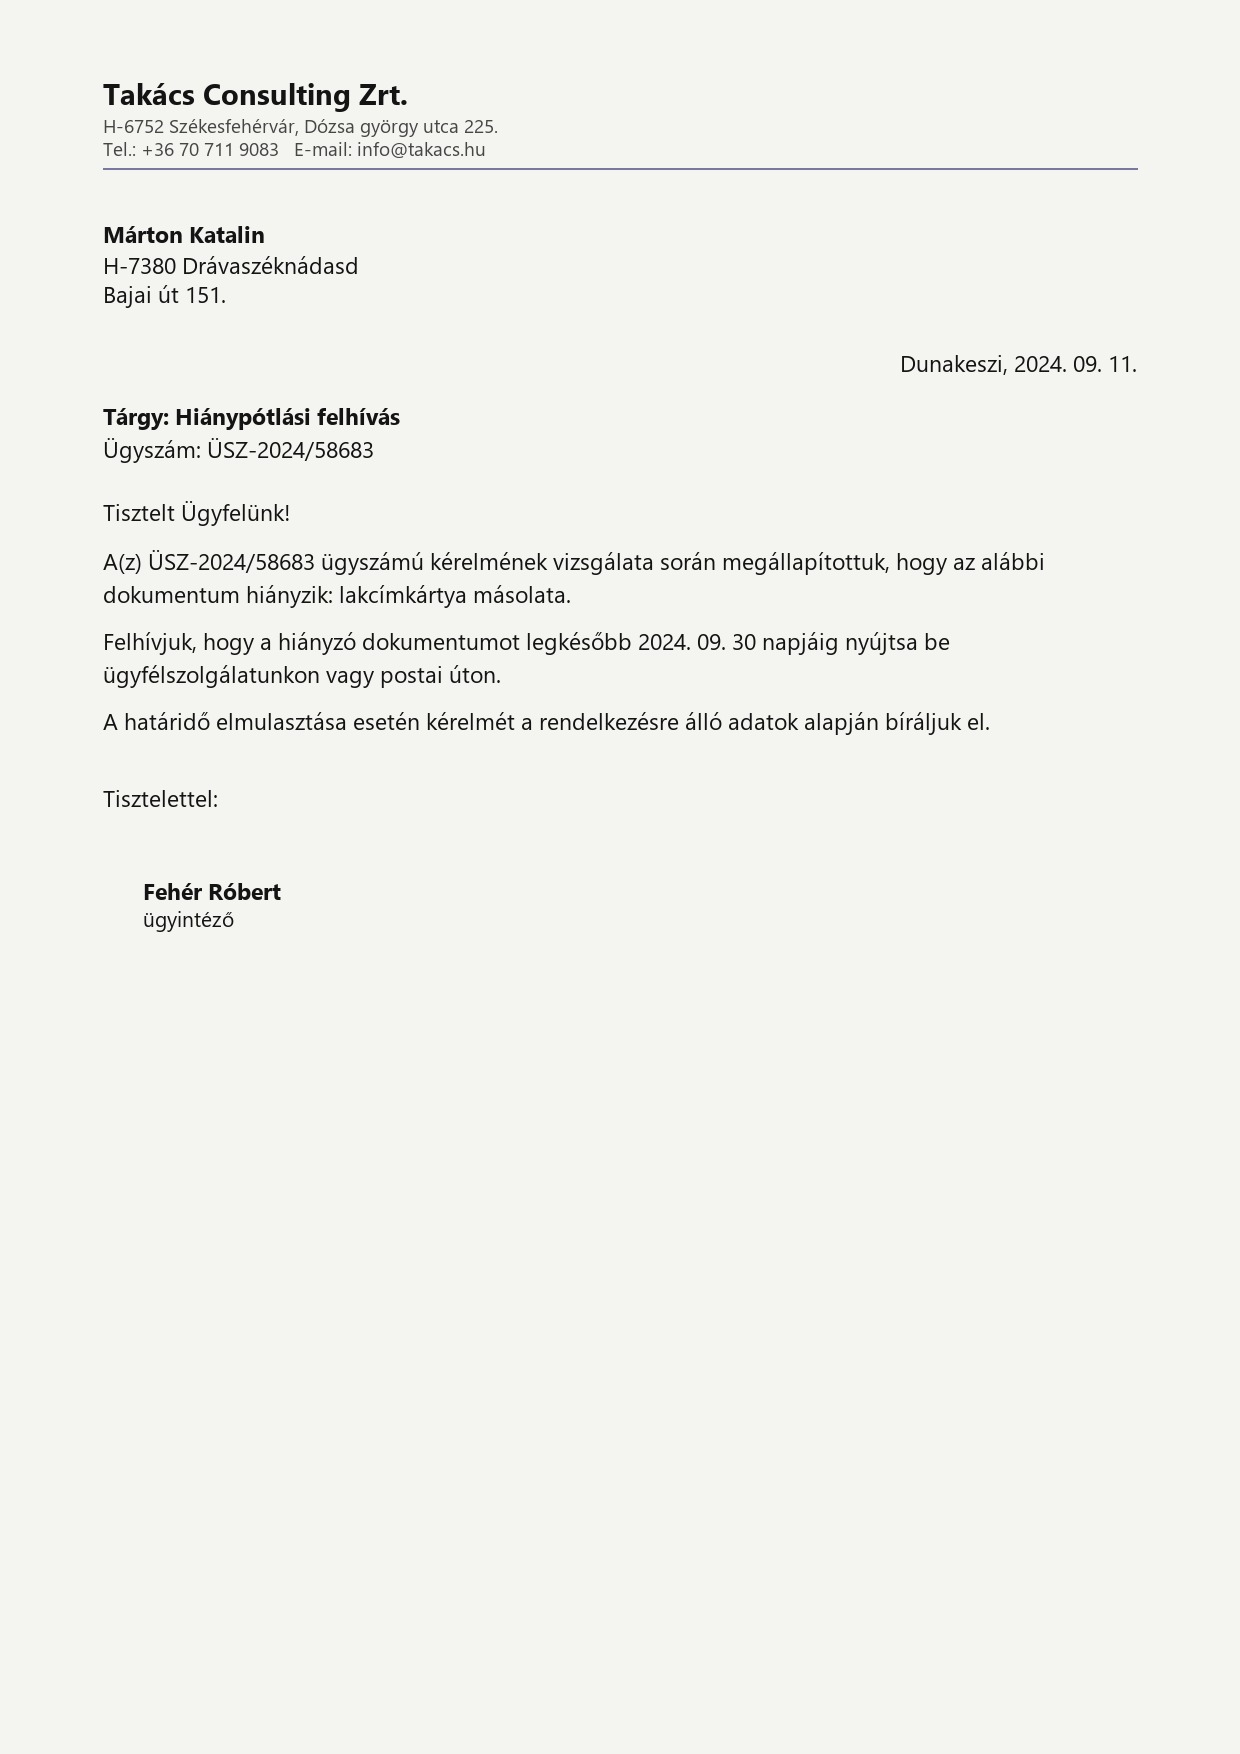 Takács Consulting Zrt.
H-6752 Székesfehérvár, Dózsa györgy utca 225.
Tel.: +36 70 711 9083 E-mail: info@takacs.hu
Márton Katalin
H-7380 Drávaszéknádasd
Bajai út 151.
Dunakeszi, 2024. 09. 11.
Tárgy: Hiánypótlási felhívás
Ügyszám: ÜSZ-2024/58683
Tisztelt Ügyfelünk!
A(z) ÜSZ-2024/58683 ügyszámú kérelmének vizsgálata során megállapítottuk, hogy az alábbi
dokumentum hiányzik: lakcímkártya másolata.
Felhívjuk, hogy a hiányzó dokumentumot legkésőbb 2024. 09. 30 napjáig nyújtsa be
ügyfélszolgálatunkon vagy postai úton.
A határidő elmulasztása esetén kérelmét a rendelkezésre álló adatok alapján bíráljuk el.
Tisztelettel:
Fehér Róbert
ügyintéző